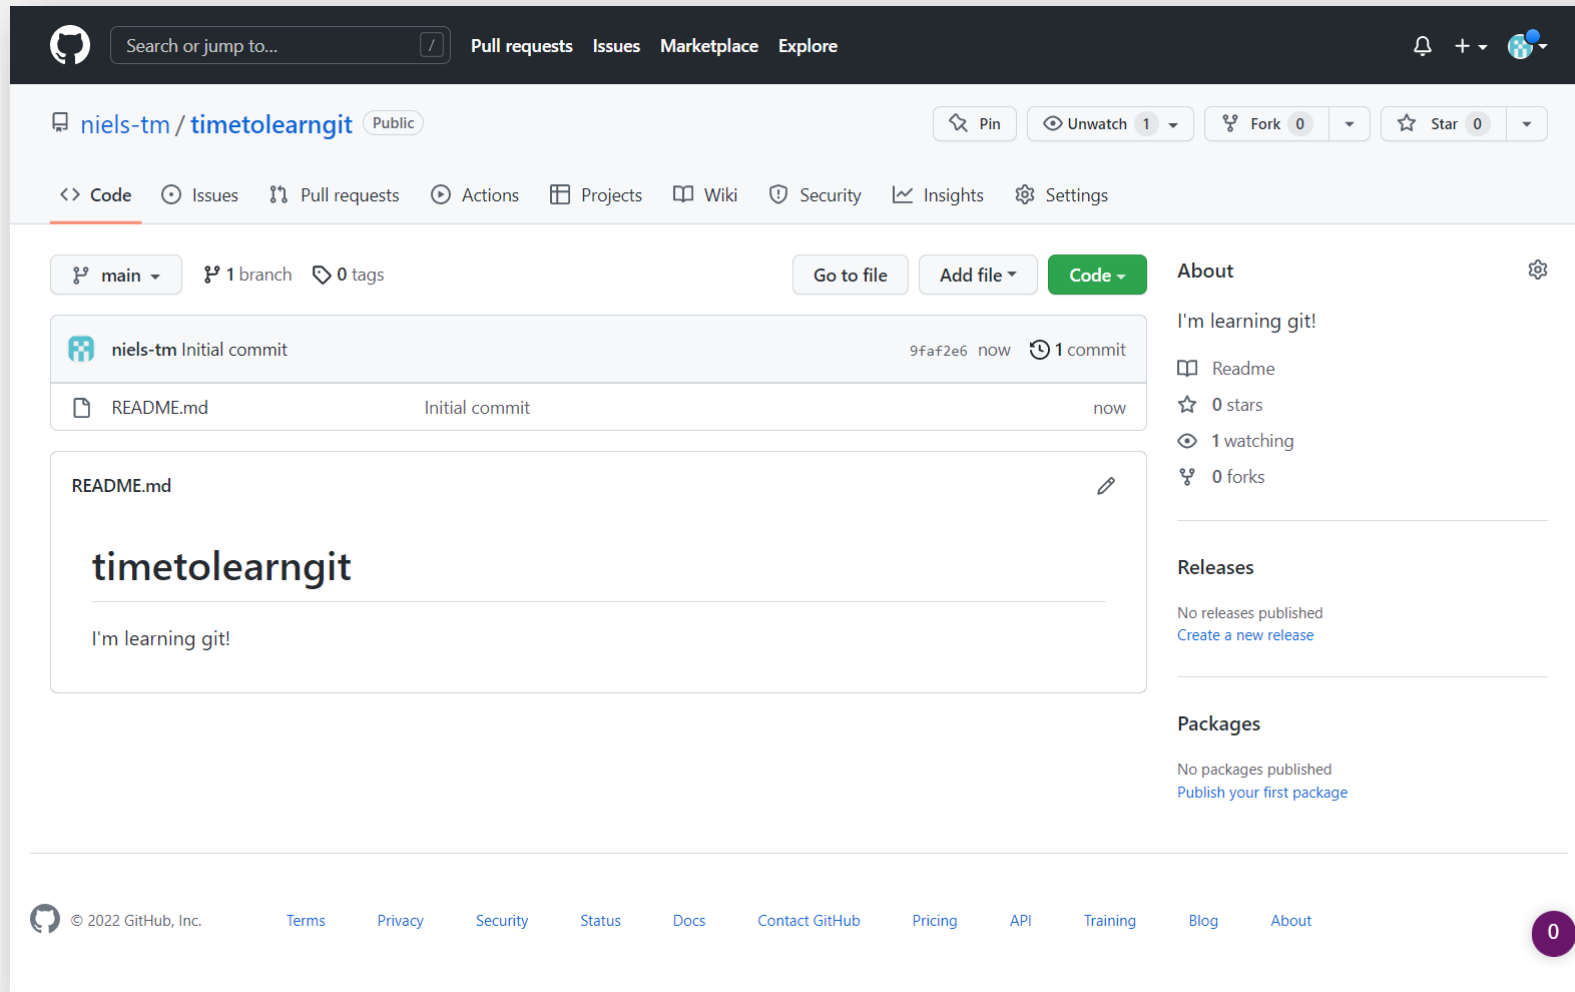 Search or jump to... / Pull requests Issues Marketplace Explore
niels-tm / timetolearngit Public Pin Unwatch 1 Fork 0 Star 0
Code Issues Pull requests Actions Projects Wiki Security Insights Settings
main 1 branch 0 tags Go to file Add file Code
niels-tm Initial commit 9faf2e6 now 1 commit
README.md Initial commit now
README.md
timetolearngit
I'm learning git!
About
I'm learning git!
Readme
0 stars
1 watching
0 forks
Releases
No releases published
Create a new release
Packages
No packages published
Publish your first package
© 2022 GitHub, Inc. Terms Privacy Security Status Docs Contact GitHub Pricing API Training Blog About
0